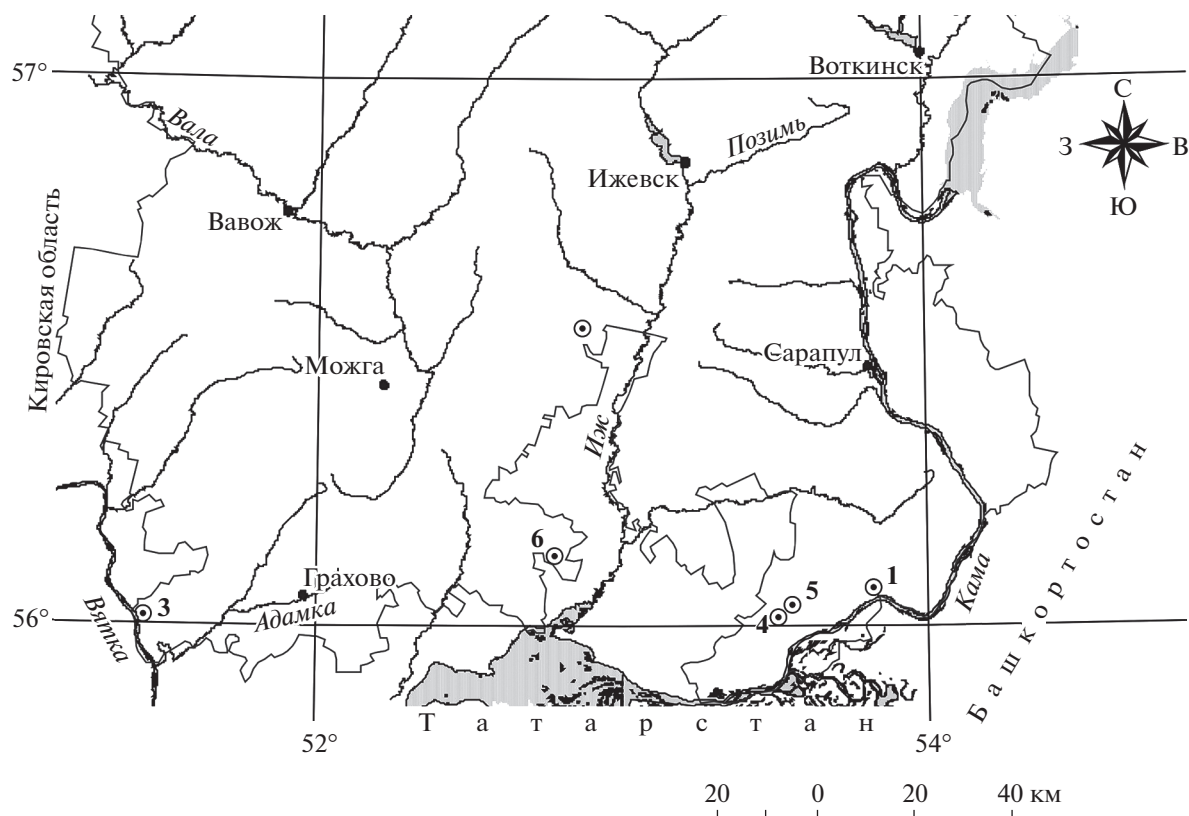 57°
Воткинск
С
З
В
Ю
Вала
Позимь
Ижевск
Вавож
Кировская область
Сарапул
Можга
Иж
6
Грахово
Адамка
3
5
1
4
Кама
56°
Вятка
Башкортостан
Татарстан
52°
54°
20 0 20 40 км